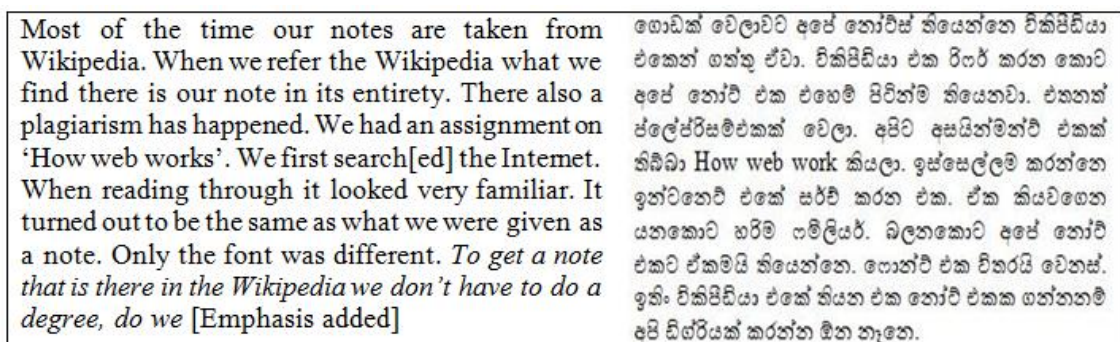 Most of the time our notes are taken from
Wikipedia. When we refer the Wikipedia what we
find there is our note in its entirety. There also a
plagiarism has happened. We had an assignment on
‘How web works’. We first search[ed] the Internet.
When reading through it looked very familiar. It
turned out to be the same as what we were given as
a note. Only the font was different. To get a note
that is there in the Wikipedia we don’t have to do a
degree, do we [Emphasis added]
ගොඩක් වෙලාවට අපේ නෝට්ස් තියෙන්නෙ විකිපීඩියා
එකෙන් ගත්තු ඒවා. විකිපීඩියා එක රිෆර් කරන කොට
අපේ නෝට් එක එහෙම් පිටින්ම තියෙනවා. එතනත්
ප්ලේප්රිසම්එකක් වෙලා. අපිට අසයින්මන්ට් එකක්
තිබ්බා How web work කියලා. ඉස්සෙල්ලම කරන්නෙ
ඉන්ටනෙට් එකේ සර්ච් කරන එක. ඒක කියවගෙන
යනකොට හරිම ෆමිලියර්. බලනකොට අපේ නෝට්
එකට ඒකමයි තියෙන්නෙ. ෆොන්ට් එක විතරයි වෙනස්.
ඉතිං විකිපීඩියා එකේ තියන එක නෝට් එකක ගන්නනම්
අපි ඩිග්රියක් කරන්න ඕන නෑනෙ.